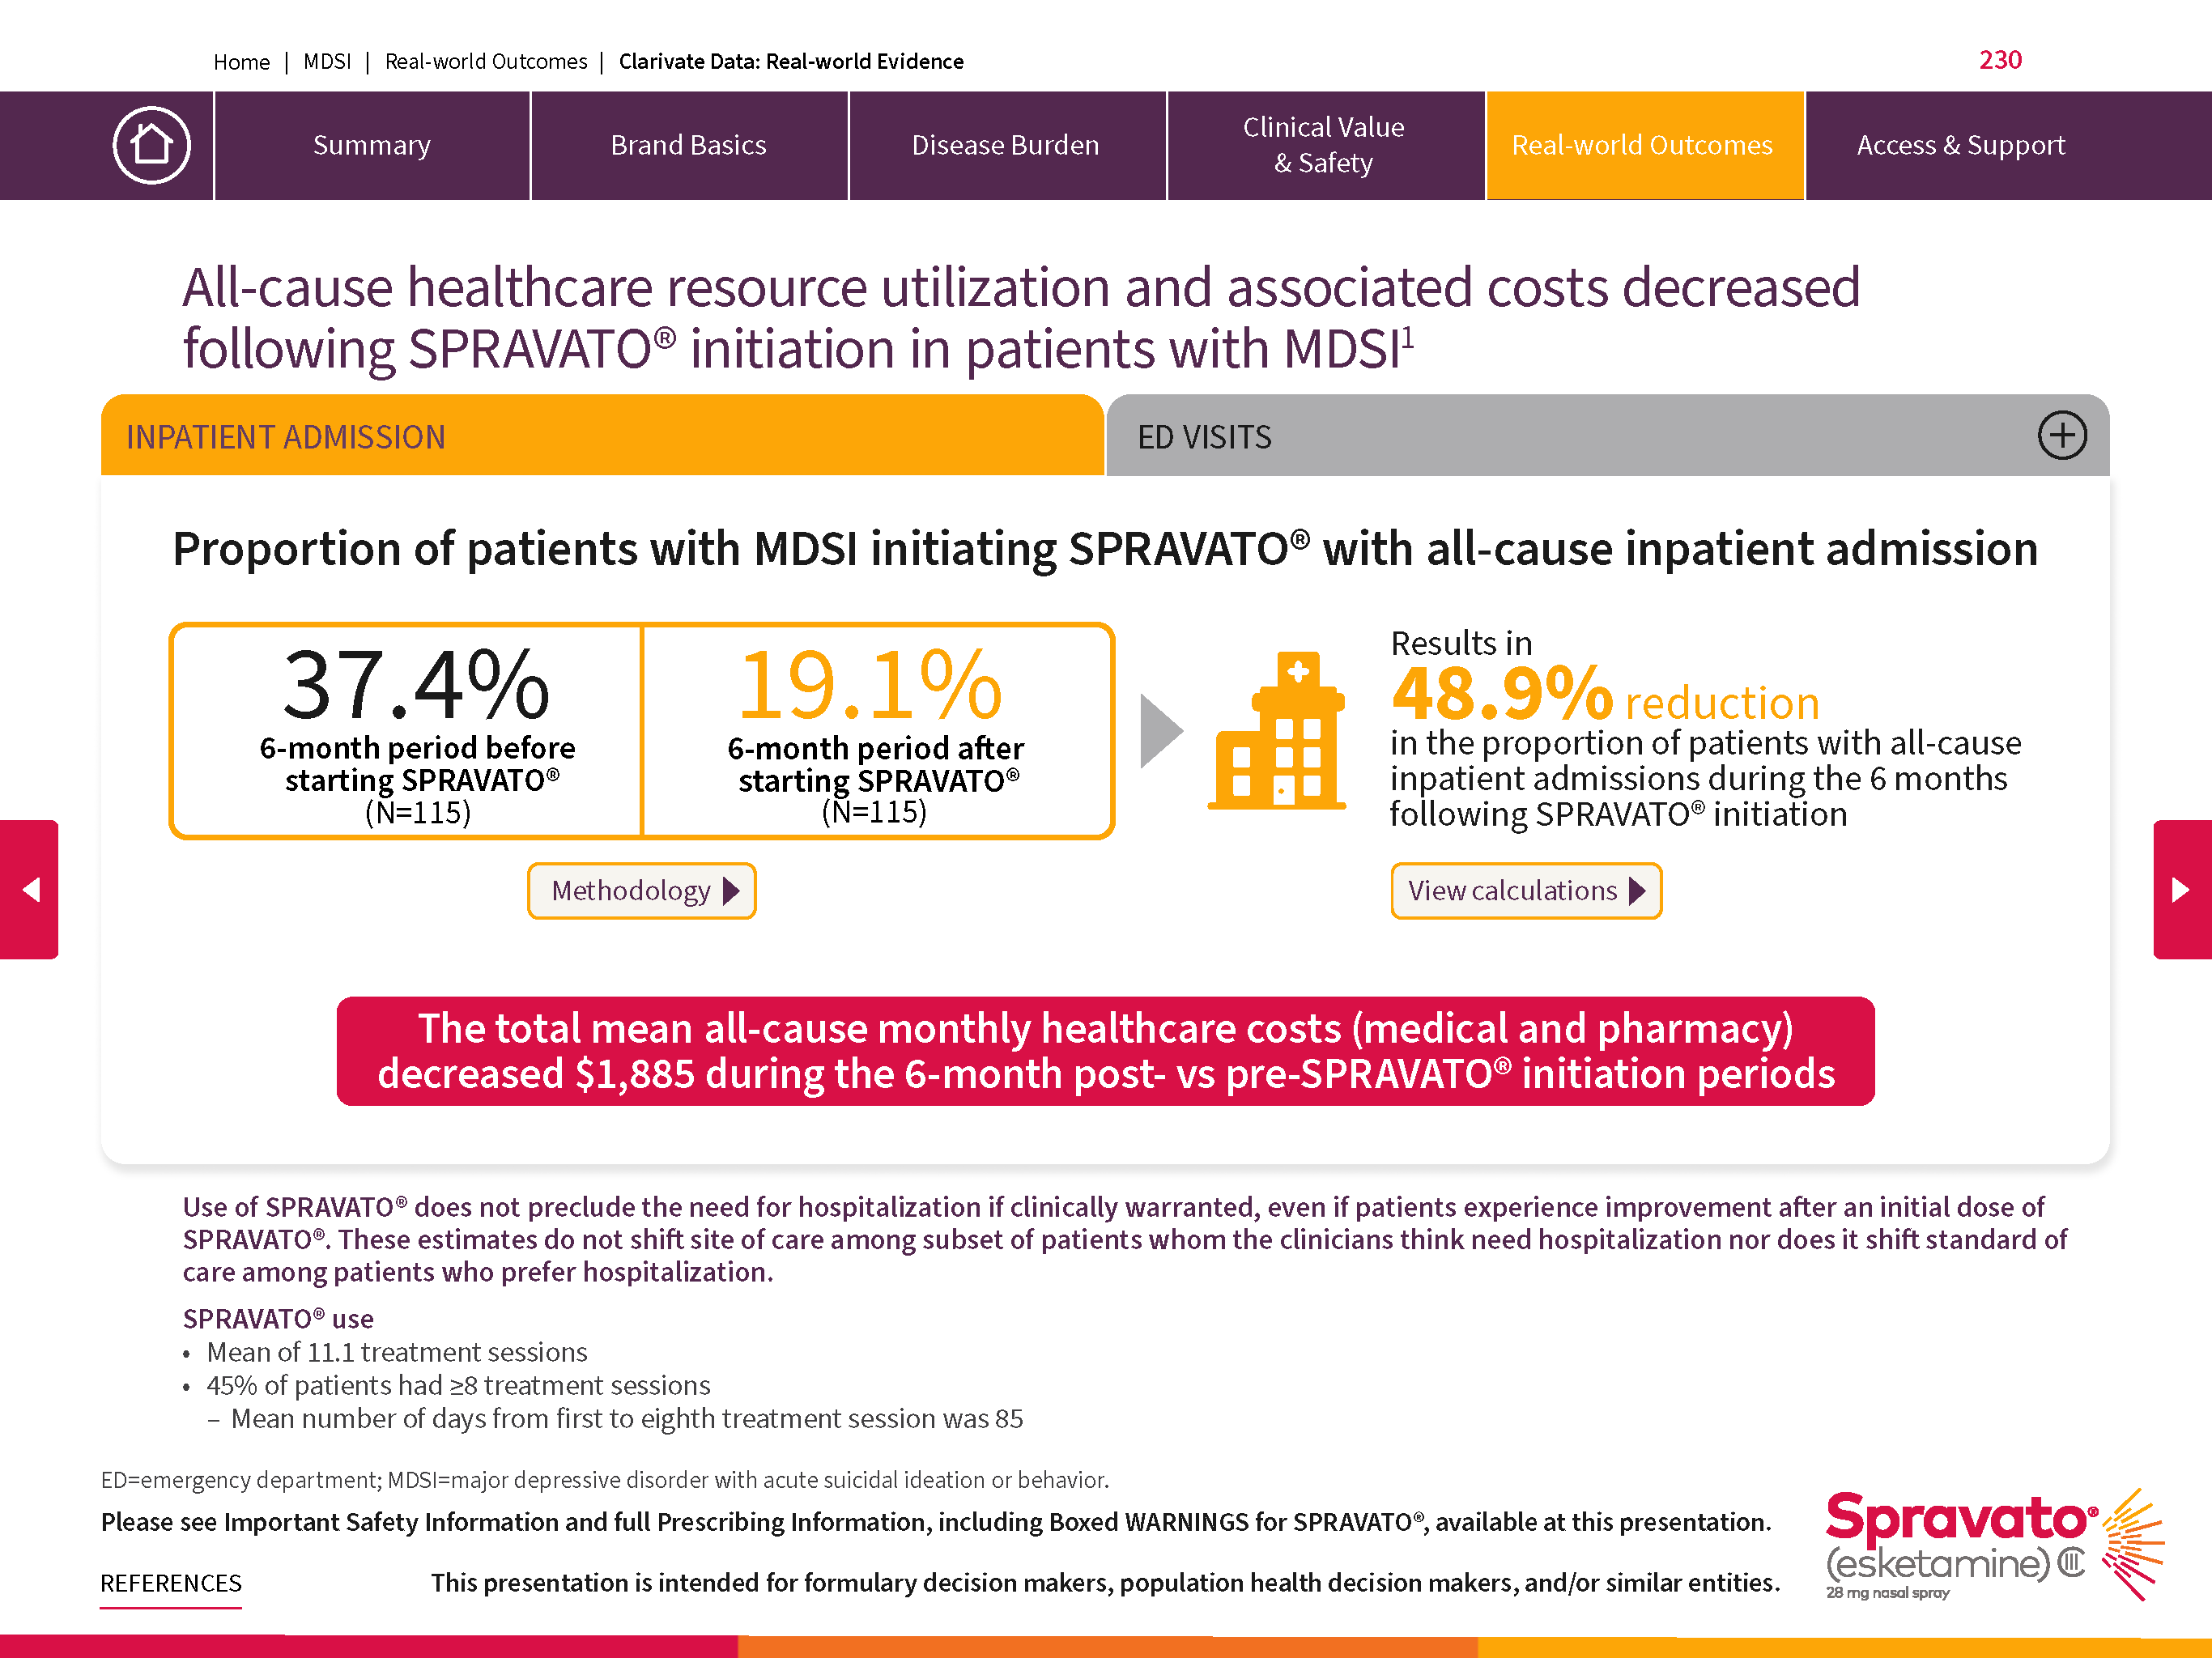 Home | MDSI | Real-world Outcomes | Clarivate Data: Real-world Evidence
230
Summary
Brand Basics
Disease Burden
Clinical Value
& Safety
Real-world Outcomes
Access & Support
All-cause healthcare resource utilization and associated costs decreased
following SPRAVATO® initiation in patients with MDSI¹
INPATIENT ADMISSION
ED VISITS
Proportion of patients with MDSI initiating SPRAVATO® with all-cause inpatient admission
37.4%
6-month period before
starting SPRAVATO®
(N=115)
19.1%
6-month period after
starting SPRAVATO®
(N=115)
Results in
48.9% reduction
in the proportion of patients with all-cause
inpatient admissions during the 6 months
following SPRAVATO® initiation
Methodology
View calculations
The total mean all-cause monthly healthcare costs (medical and pharmacy)
decreased $1,885 during the 6-month post- vs pre-SPRAVATO® initiation periods
Use of SPRAVATO® does not preclude the need for hospitalization if clinically warranted, even if patients experience improvement after an initial dose of
SPRAVATO®. These estimates do not shift site of care among subset of patients whom the clinicians think need hospitalization nor does it shift standard of
care among patients who prefer hospitalization.
SPRAVATO® use
• Mean of 11.1 treatment sessions
• 45% of patients had ≥8 treatment sessions
– Mean number of days from first to eighth treatment session was 85
ED=emergency department; MDSI=major depressive disorder with acute suicidal ideation or behavior.
Please see Important Safety Information and full Prescribing Information, including Boxed WARNINGS for SPRAVATO®, available at this presentation.
REFERENCES
This presentation is intended for formulary decision makers, population health decision makers, and/or similar entities.
Spravato®
(esketamine) CIII
28 mg nasal spray